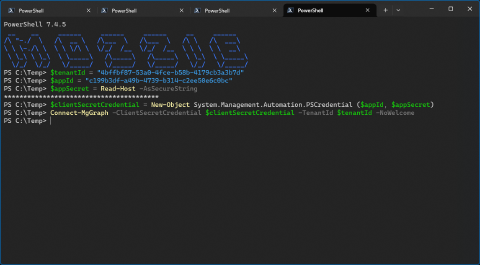 PowerShell
PowerShell
PowerShell
PowerShell
PowerShell 7.4.5
PS C:\Temp> $tenantId = "4bffbf87-53a0-4fce-b58b-4179cb3a3b7d"
PS C:\Temp> $appId = "c199b3df-a49b-4739-b314-c2ee50e6c0bc"
PS C:\Temp> $appSecret = Read-Host -AsSecureString
****************************************
PS C:\Temp> $clientSecretCredential = New-Object System.Management.Automation.PSCredential ($appId, $appSecret)
PS C:\Temp> Connect-MgGraph -ClientSecretCredential $clientSecretCredential -TenantId $tenantId -NoWelcome
PS C:\Temp>